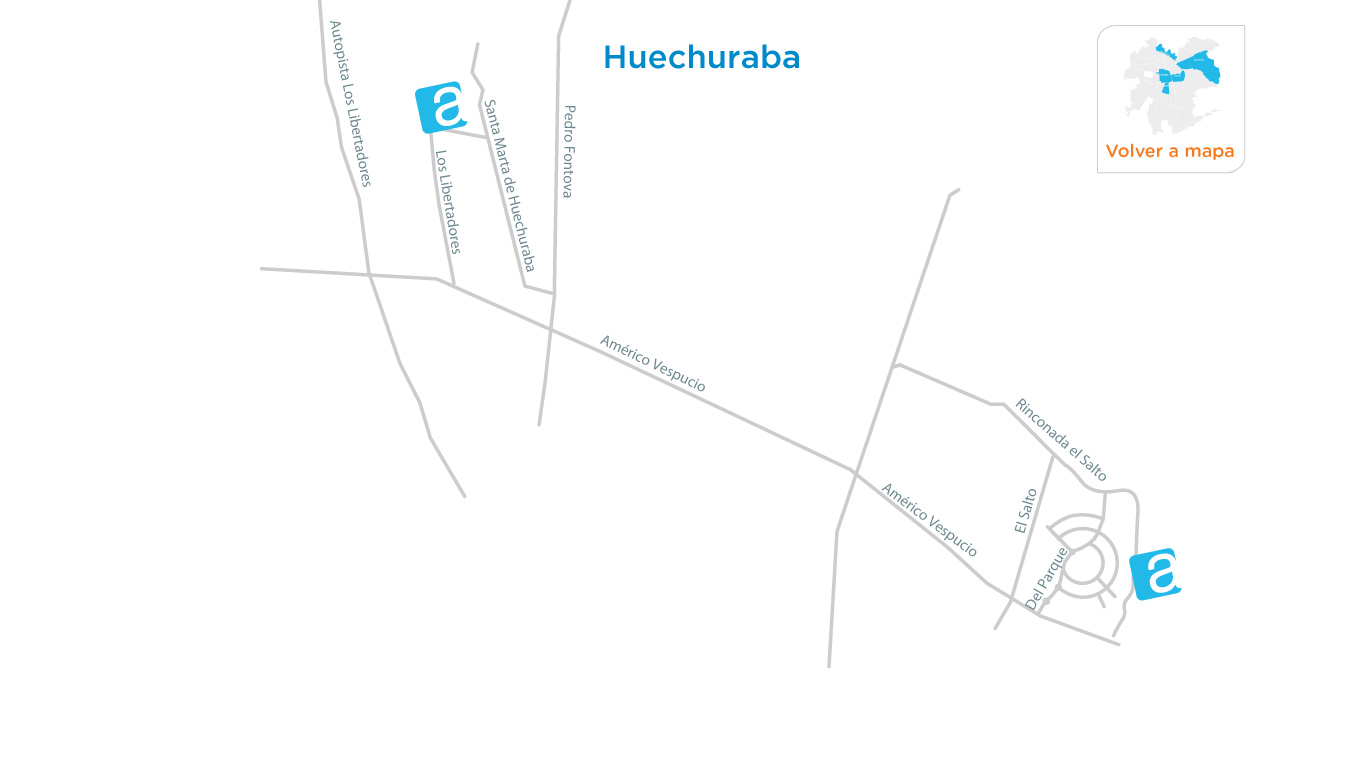 Huechuraba
Autopista Los Libertadores
a
Los Libertadores
Santa Marta de Huechuraba
Pedro Fontova
Volver a mapa
Américo Vespucio
Rinconada el Salto
Américo Vespucio
El Salto
Del Parque
a